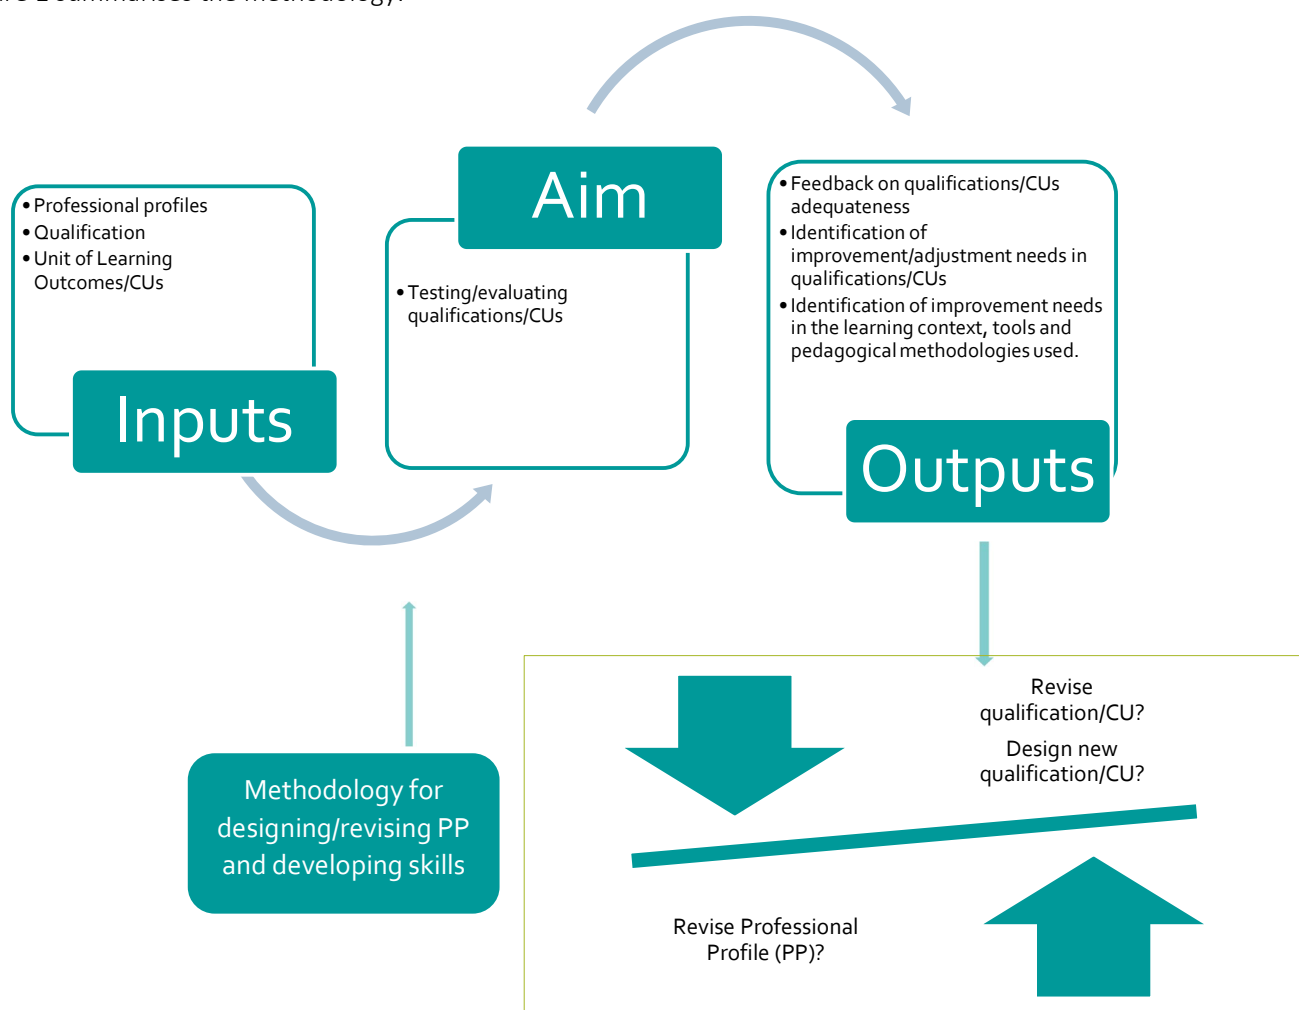 summarises the methodology.
• Professional profiles
• Qualification
• Unit of Learning
Outcomes/CUs
Inputs
Aim
• Testing/evaluating
qualifications/CUs
• Feedback on qualifications/CUs
adequateness
• Identification of
improvement/adjustment needs in
qualifications/CUs
• Identification of improvement needs
in the learning context, tools and
pedagogical methodologies used.
Outputs
Methodology for
designing/revising PP
and developing skills
Revise
qualification/CU?
Design new
qualification/CU?
Revise Professional
Profile (PP)?